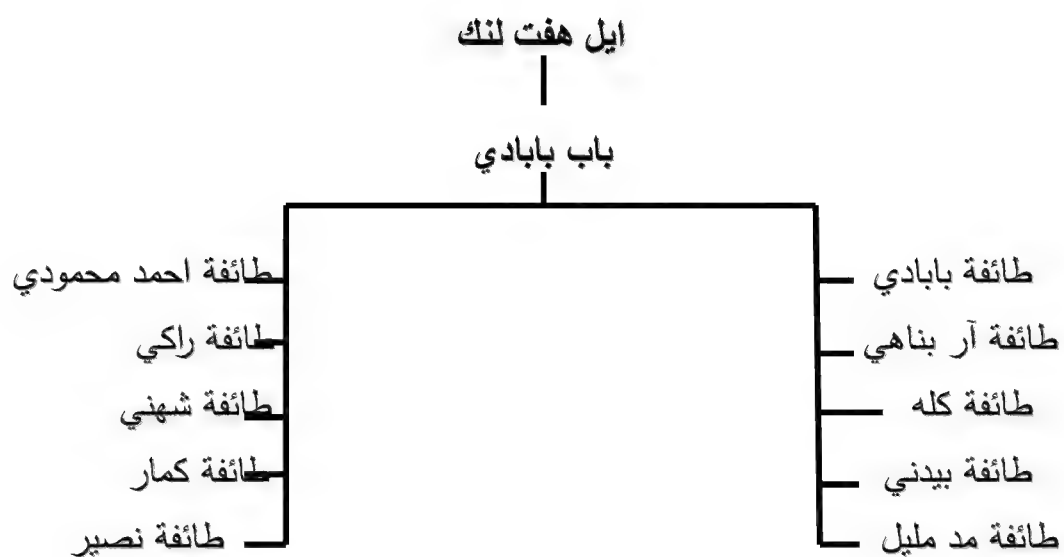 ايل هفت لنك
باب بابادي
طائفة بابادي
طائفة آر بناهي
طائفة كله
طائفة بيدني
طائفة مد مليل
طائفة احمد محمودي
طائفة راكي
طائفة شهني
طائفة كمار
طائفة نصير